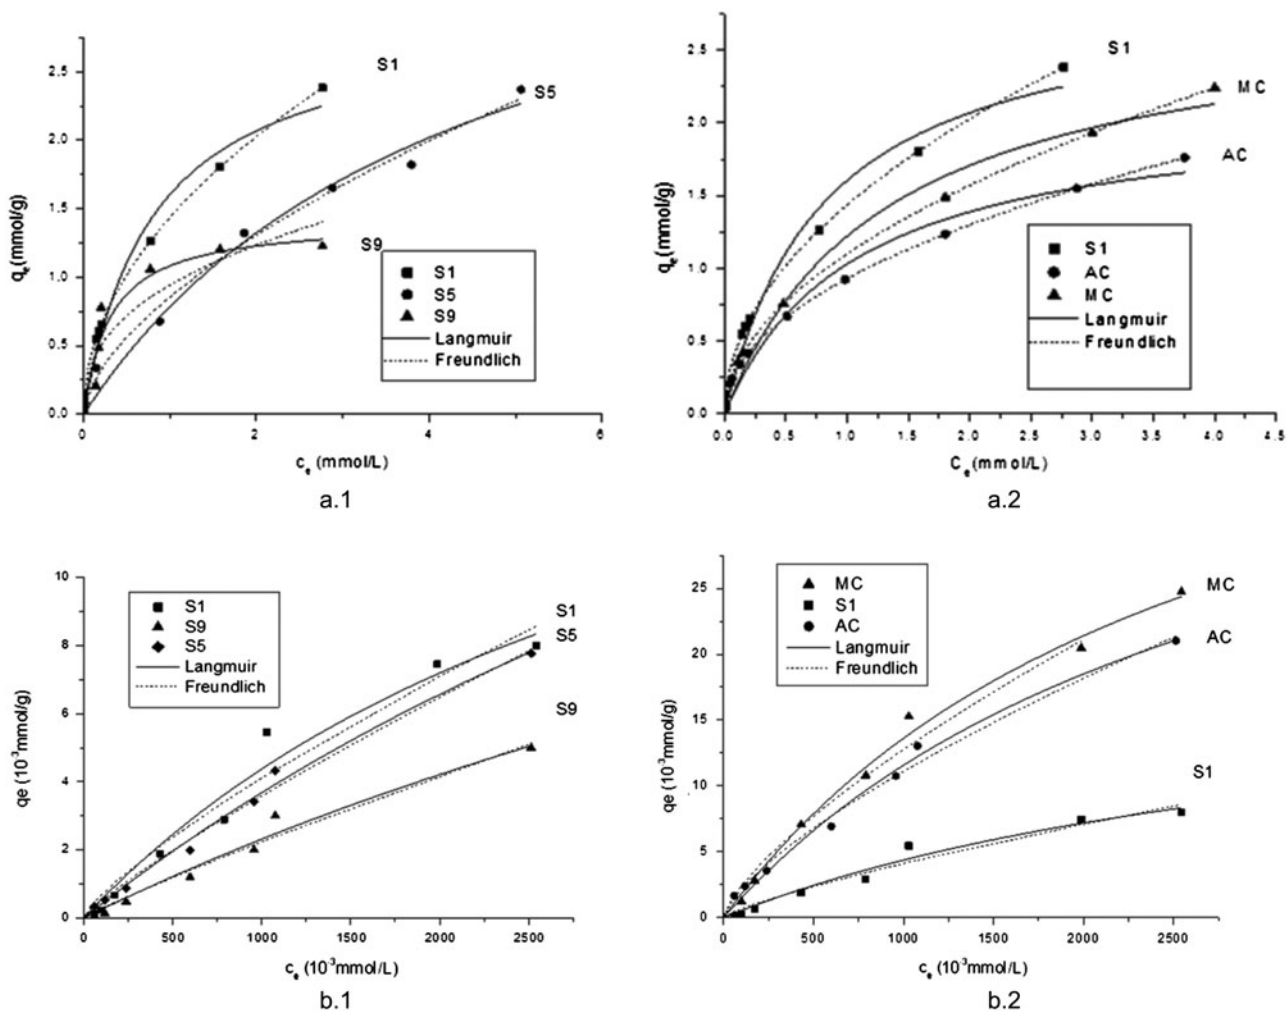 S1
S5
S9
2.5
2.0
1.5
1.0
0.5
0.0
qe(mmol/g)
S1
S5
S9
Langmuir
Freundlich
0
2
4
6
ce (mmol/L)
a.1
S1
MC
AC
2.5
2.0
1.5
1.0
0.5
0.0
qe(mmol/g)
S1
AC
MC
Langmuir
Freundlich
0.0
0.5
1.0
1.5
2.0
2.5
3.0
3.5
4.0
4.5
Ce(mmol/L)
a.2
10
8
6
4
2
0
qe (10-3mmol/g)
S1
S9
S5
Langmuir
Freundlich
S1
S5
S9
0
500
1000
1500
2000
2500
ce (10-3mmol/L)
b.1
25
20
15
10
5
0
qe (10-3mmol/g)
MC
S1
AC
Langmuir
Freundlich
MC
AC
S1
0
500
1000
1500
2000
2500
ce (10-3mmol/L)
b.2